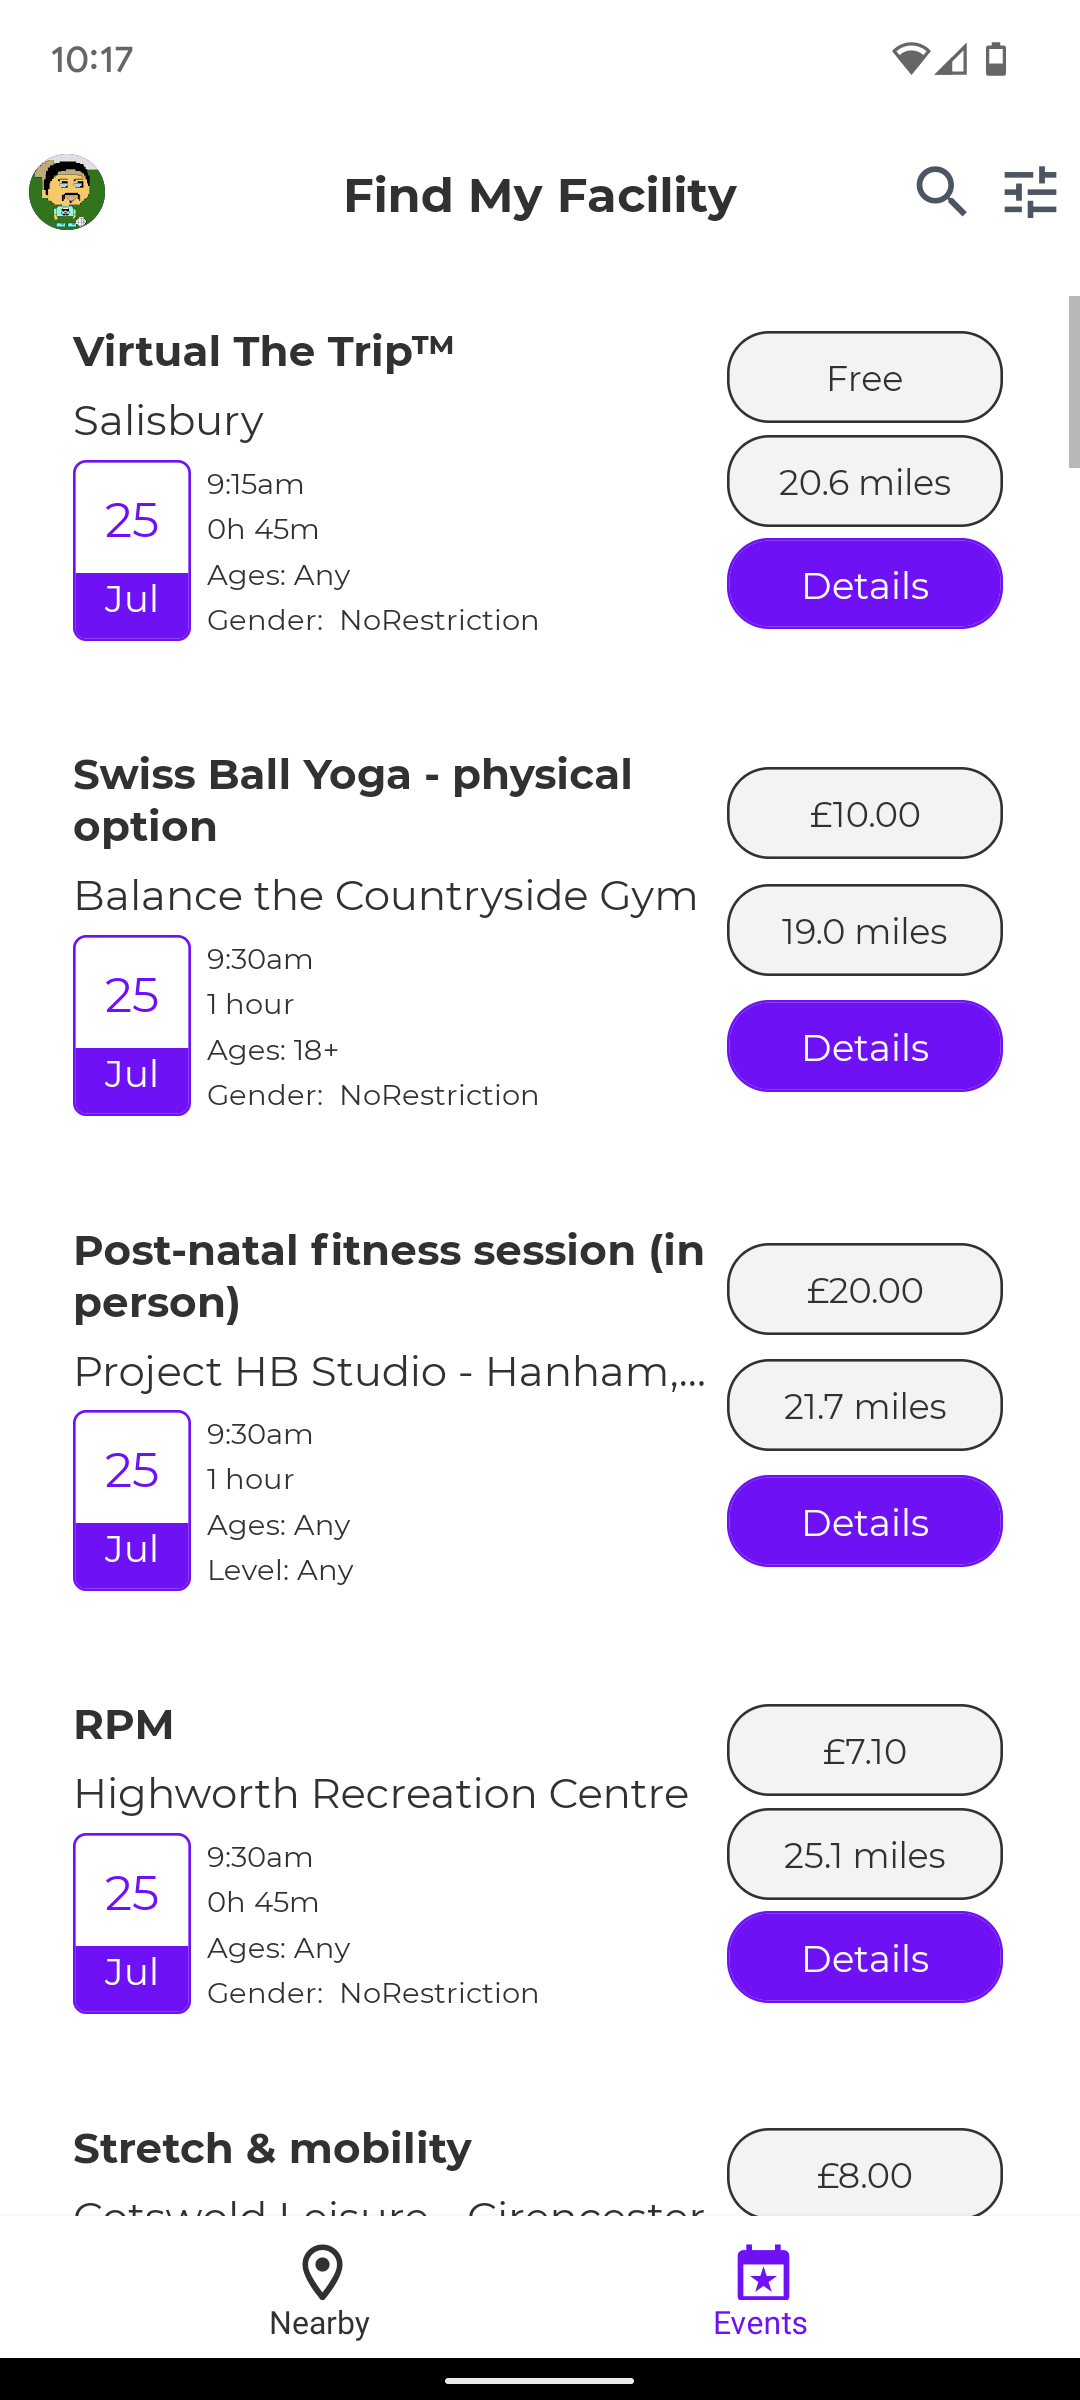 10:17
Find My Facility
Virtual The Trip™
Salisbury
25
Jul
9:15am
0h 45m
Ages: Any
Gender: NoRestriction
Free
20.6 miles
Details
Swiss Ball Yoga - physical
option
Balance the Countryside Gym
25
Jul
9:30am
1 hour
Ages: 18+
Gender: NoRestriction
£10.00
19.0 miles
Details
Post-natal fitness session (in
person)
Project HB Studio - Hanham,...
25
Jul
9:30am
1 hour
Ages: Any
Level: Any
£20.00
21.7 miles
Details
RPM
Highworth Recreation Centre
25
Jul
9:30am
0h 45m
Ages: Any
Gender: NoRestriction
£7.10
25.1 miles
Details
Stretch & mobility
Cotswold Leisure - Cirencester
£8.00
Nearby
Events